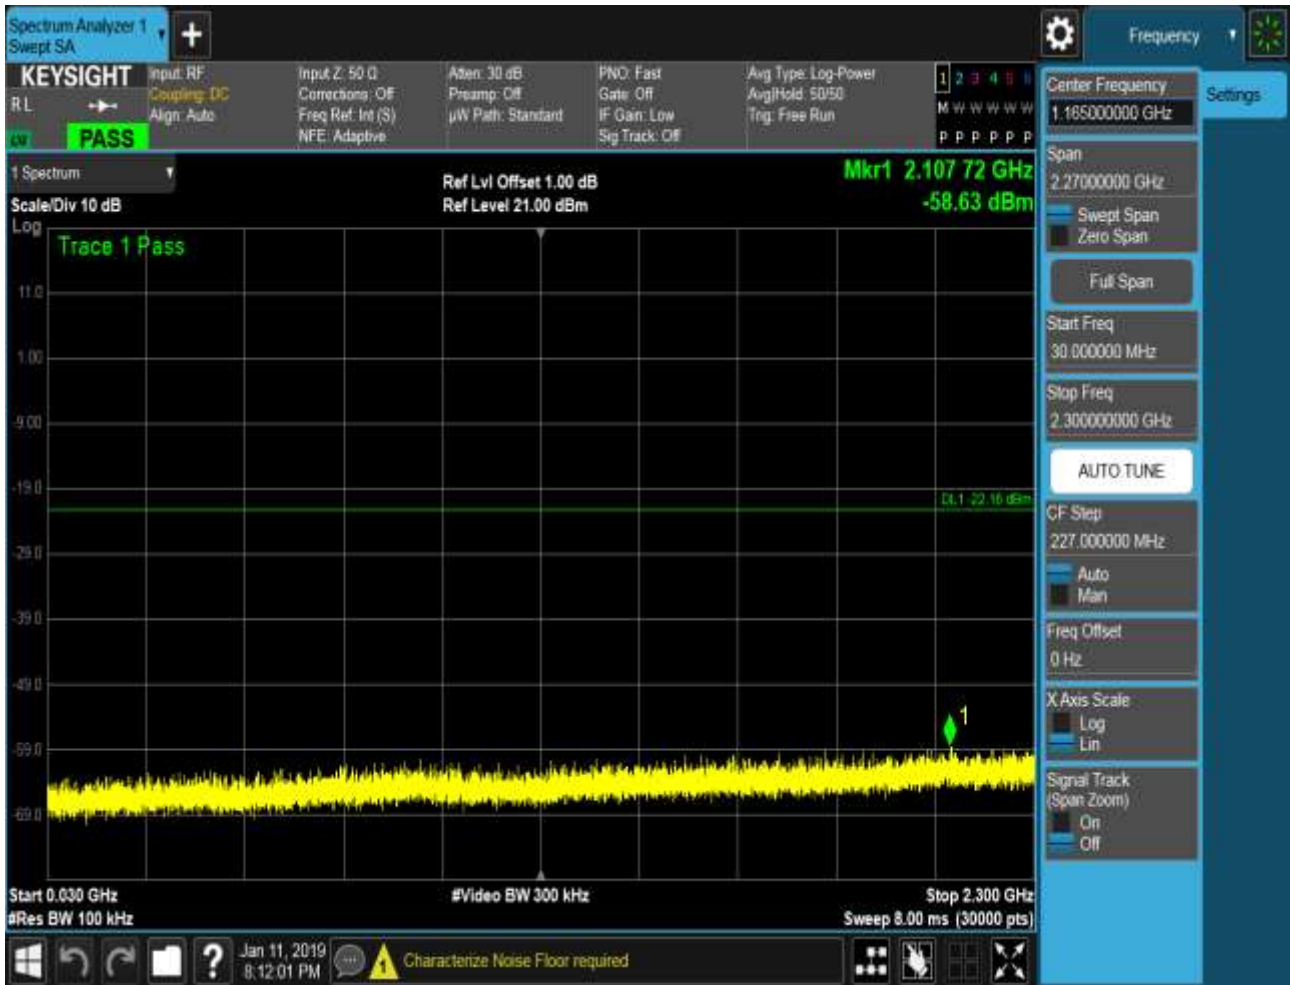 Spectrum Analyzer 1
Swept SA
Frequency
KEYSIGHT
RL
PASS
Input: RF
Coupling: DC
Align: Auto
Input Z: 50 Ω
Corrections: Off
Freq Ref: Int (S)
NFE: Adaptive
Atten: 30 dB
Preamp: Off
µW Path: Standard
PNO: Fast
Gate: Off
IF Gain: Low
Sig Track: Off
Avg Type: Log-Power
Avg|Hold: 50/50
Trig: Free Run
1 2 3 4 5 6
M W W W W W
P P P P P P
1 Spectrum
Scale/Div 10 dB
Ref Lvl Offset 1.00 dB
Ref Level 21.00 dBm
Mkr1 2.107 72 GHz
-58.63 dBm
Log
Trace 1 Pass
11.0
1.00
-9.00
-19.0
DL1 -22.16 dBm
-29.0
-39.0
-49.0
1
-59.0
-69.0
Start 0.030 GHz
#Video BW 300 kHz
Stop 2.300 GHz
#Res BW 100 kHz
Sweep 8.00 ms (30000 pts)
Jan 11, 2019
8:12:01 PM
?
1
Characterize Noise Floor required
Center Frequency
1.165000000 GHz
Settings
Span
2.27000000 GHz
Swept Span
Zero Span
Full Span
Start Freq
30.000000 MHz
Stop Freq
2.300000000 GHz
AUTO TUNE
CF Step
227.000000 MHz
Auto
Man
Freq Offset
0 Hz
X Axis Scale
Log
Lin
Signal Track
(Span Zoom)
On
Off